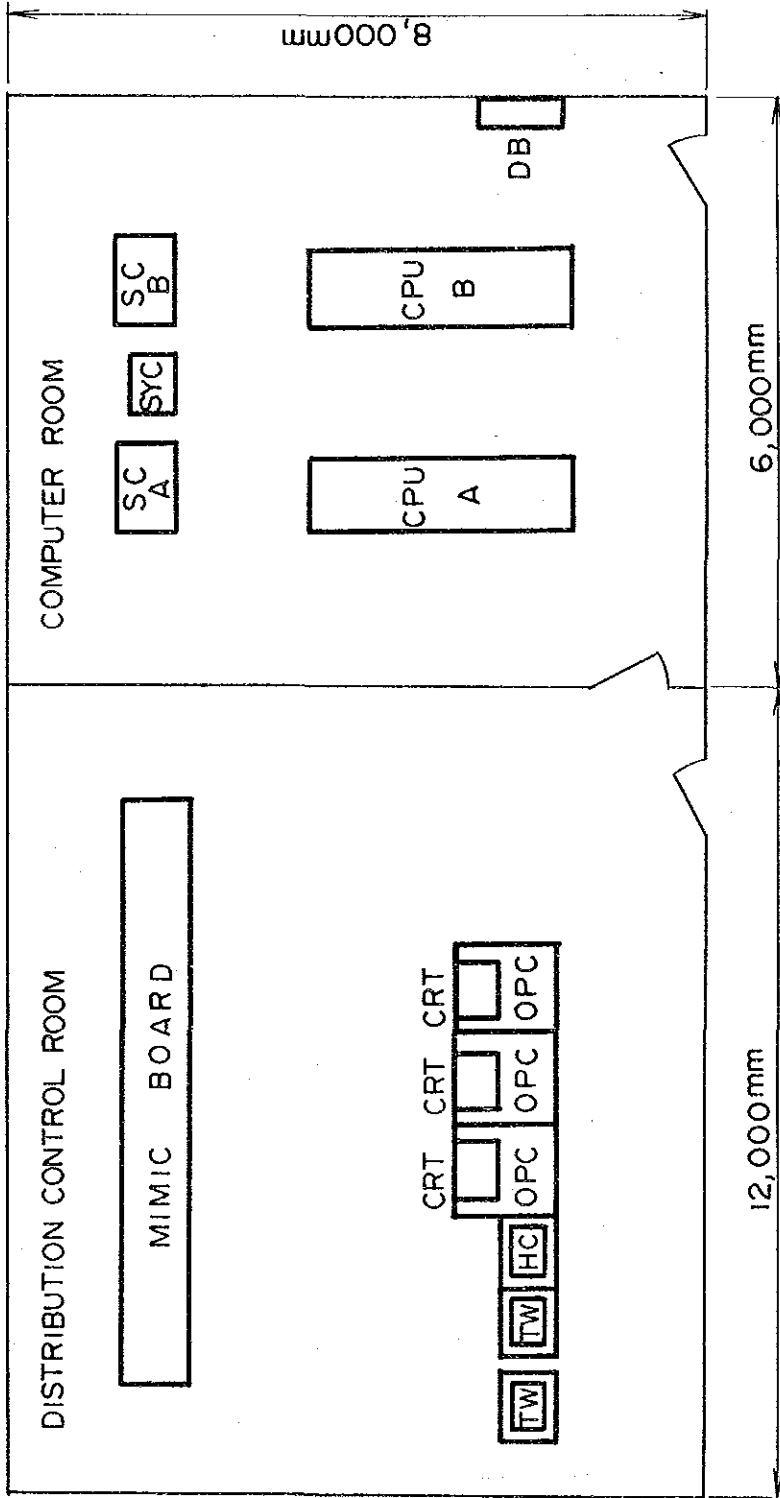 DISTRIBUTION CONTROL ROOM
COMPUTER ROOM
MIMIC BOARD
SC
A
SYC
SC
B
CPU
A
CPU
B
DB
CRT
CRT
CRT
TW
TW
HC
OPC
OPC
OPC
8,000mm
12,000mm
6,000mm